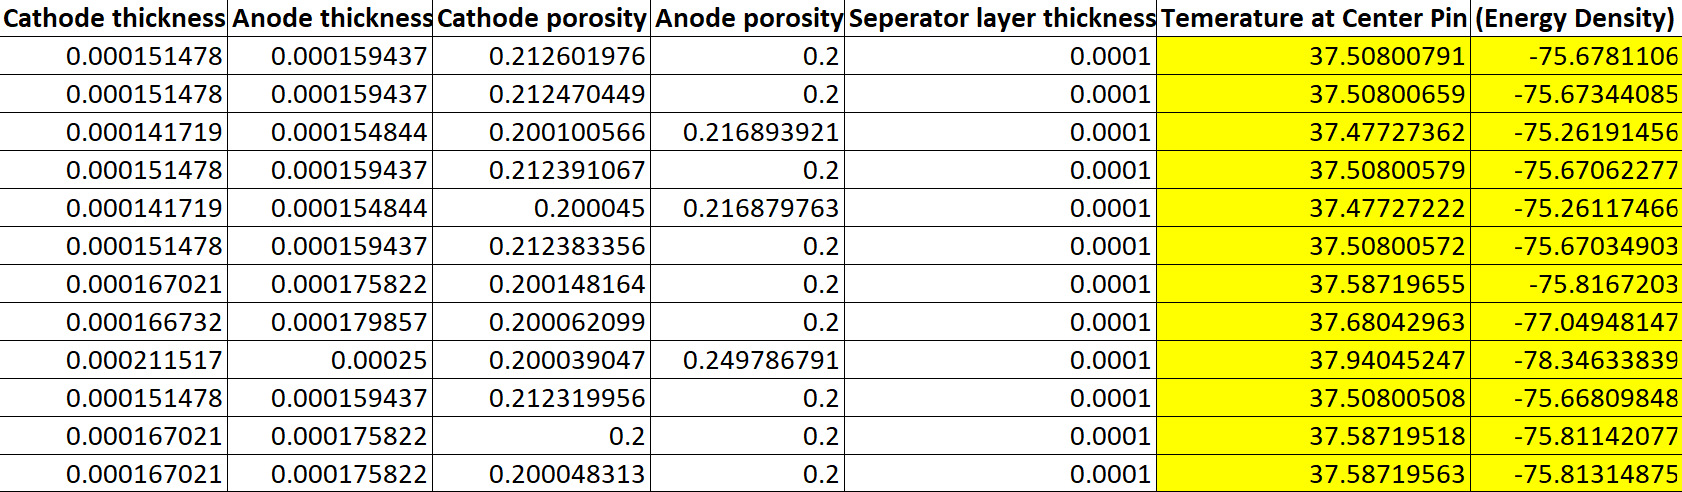 Cathode thickness Anode thickness Cathode porosity Anode porosity Seperator layer thickness Temerature at Center Pin (Energy Density)
0.000151478 0.000159437 0.212601976 0.2 0.0001 37.50800791 -75.6781106
0.000151478 0.000159437 0.212470449 0.2 0.0001 37.50800659 -75.67344085
0.000141719 0.000154844 0.200100566 0.216893921 0.0001 37.47727362 -75.26191456
0.000151478 0.000159437 0.212391067 0.2 0.0001 37.50800579 -75.67062277
0.000141719 0.000154844 0.200045 0.216879763 0.0001 37.47727222 -75.26117466
0.000151478 0.000159437 0.212383356 0.2 0.0001 37.50800572 -75.67034903
0.000167021 0.000175822 0.200148164 0.2 0.0001 37.58719655 -75.8167203
0.000166732 0.000179857 0.200062099 0.2 0.0001 37.68042963 -77.04948147
0.000211517 0.00025 0.200039047 0.249786791 0.0001 37.94045247 -78.34633839
0.000151478 0.000159437 0.212319956 0.2 0.0001 37.50800508 -75.66809848
0.000167021 0.000175822 0.2 0.2 0.0001 37.58719518 -75.81142077
0.000167021 0.000175822 0.200048313 0.2 0.0001 37.58719563 -75.81314875